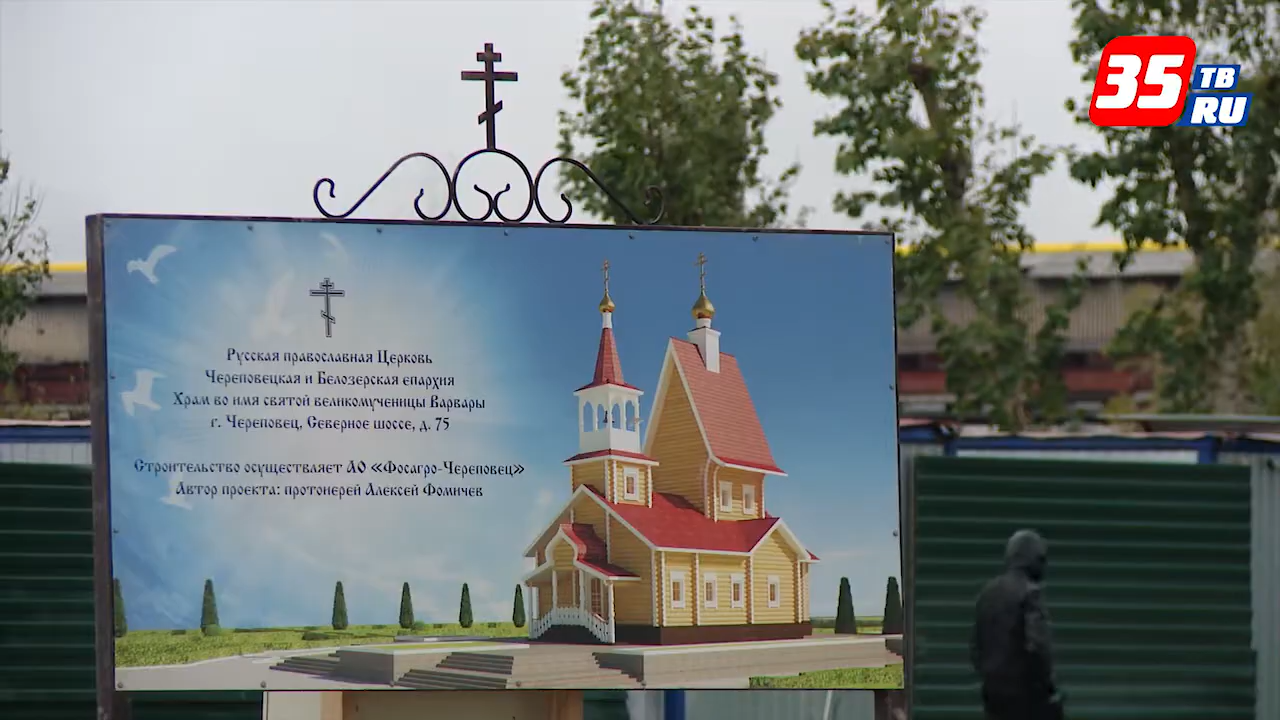 35 ТВ
RU
Русская православная Церковь
Череповецкая и Белозерская епархия
Храм во имя святой великомученицы Варвары
г. Череповец, Северное шоссе, д. 75
Строительство осуществляет АО «Фосагро-Череповец»
Автор проекта: протоиерей Алексей Фомичев